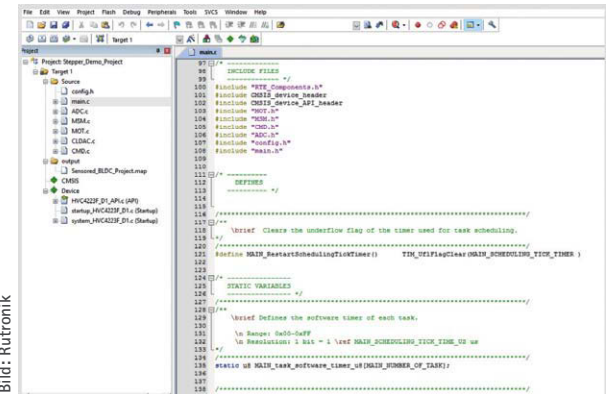 File Edit View Project Flash Debug Peripherals Tools SVCS Window Help
Target 1
Project
main.c
Project: Stepper_Demo_Project
Target 1
Source
config.h
main.c
ADC.c
MSM.c
MOT.c
CLDAC.c
CMD.c
output
Sensored_BLDC_Project.map
CMSIS
Device
HVC4223F_D1_API.c (API)
startup_HVC4223F_D1.c (Startup)
system_HVC4223F_D1.c (Startup)
97 /* -------------
98 INCLUDE FILES
99 ------------- */
100 #include "RTE_Components.h"
101 #include CMSIS_device_header
102 #include CMSIS_device_API_header
103 #include "MOT.h"
104 #include "MSM.h"
105 #include "CMD.h"
106 #include "ADC.h"
107 #include "config.h"
108 #include "main.h"
109
110
111 /* ----------
112 DEFINES
113 ---------- */
114
115
116 /******************************************************************************/
117 /**
118 \brief Clears the underflow flag of the timer used for task scheduling.
119 */
120 /******************************************************************************/
121 #define MAIN_RestartSchedulingTickTimer() TIM_UflFlagClear(MAIN_SCHEDULING_TICK_TIMER )
122
123
124 /* ----------------
125 STATIC VARIABLES
126 ---------------- */
127 /******************************************************************************/
128 /**
129 \brief Defines the software timer of each task.
130
131 \n Range: 0x00-0xFF
132 \n Resolution: 1 bit = 1 \ref MAIN_SCHEDULING_TICK_TIME_US us
133 */
134 /******************************************************************************/
135 static u8 MAIN_task_software_timer_u8[MAIN_NUMBER_OF_TASK];
136
137
138 /******************************************************************************/
Bild: Rutronik